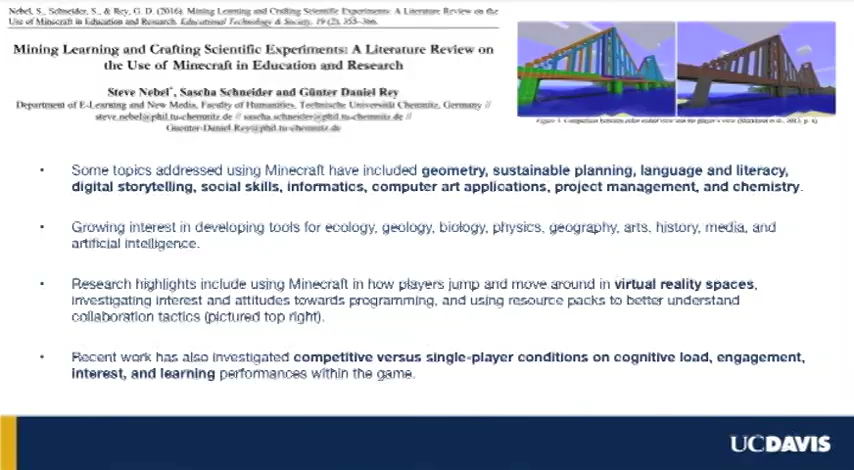 Nebel, S., Schneider, S., & Rey, G. D. (2016). Mining Learning and Crafting Scientific Experiments: A Literature Review on the
Use of Minecraft in Education and Research. Educational Technology & Society, 19 (2), 355–366.
Mining Learning and Crafting Scientific Experiments: A Literature Review on
the Use of Minecraft in Education and Research
Steve Nebel*, Sascha Schneider and Günter Daniel Rey
Department of E-Learning and New Media, Faculty of Humanities, Technische Universität Chemnitz, Germany //
steve.nebel@phil.tu-chemnitz.de // sascha.schneider@phil.tu-chemnitz.de //
Guenter-Daniel.Rey@phil.tu-chemnitz.de
• Some topics addressed using Minecraft have included geometry, sustainable planning, language and literacy,
digital storytelling, social skills, informatics, computer art applications, project management, and chemistry.
• Growing interest in developing tools for ecology, geology, biology, physics, geography, arts, history, media, and
artificial intelligence.
• Research highlights include using Minecraft in how players jump and move around in virtual reality spaces,
investigating interest and attitudes towards programming, and using resource packs to better understand
collaboration tactics (pictured top right).
• Recent work has also investigated competitive versus single-player conditions on cognitive load, engagement,
interest, and learning performances within the game.
UCDAVIS